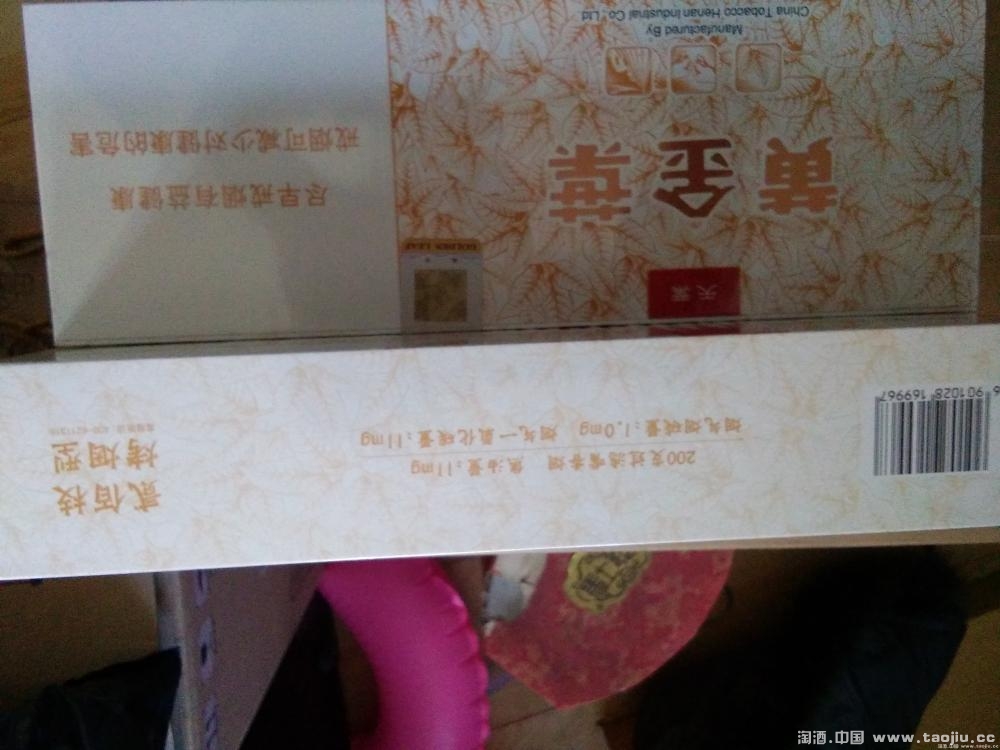 黄金葉
天叶
Manufactured By
China Tobacco Henan Industrial Co., Ltd
GOLDEN LEAF
尽早戒烟有益健康
戒烟可减少对健康的危害
6 901028 169967
200支过滤嘴香烟 焦油量:11mg
烟气烟碱量:1.0mg 烟气一氧化碳量:11mg
贰佰枝
烤烟型
淘酒.中国 www.taojiu.cc